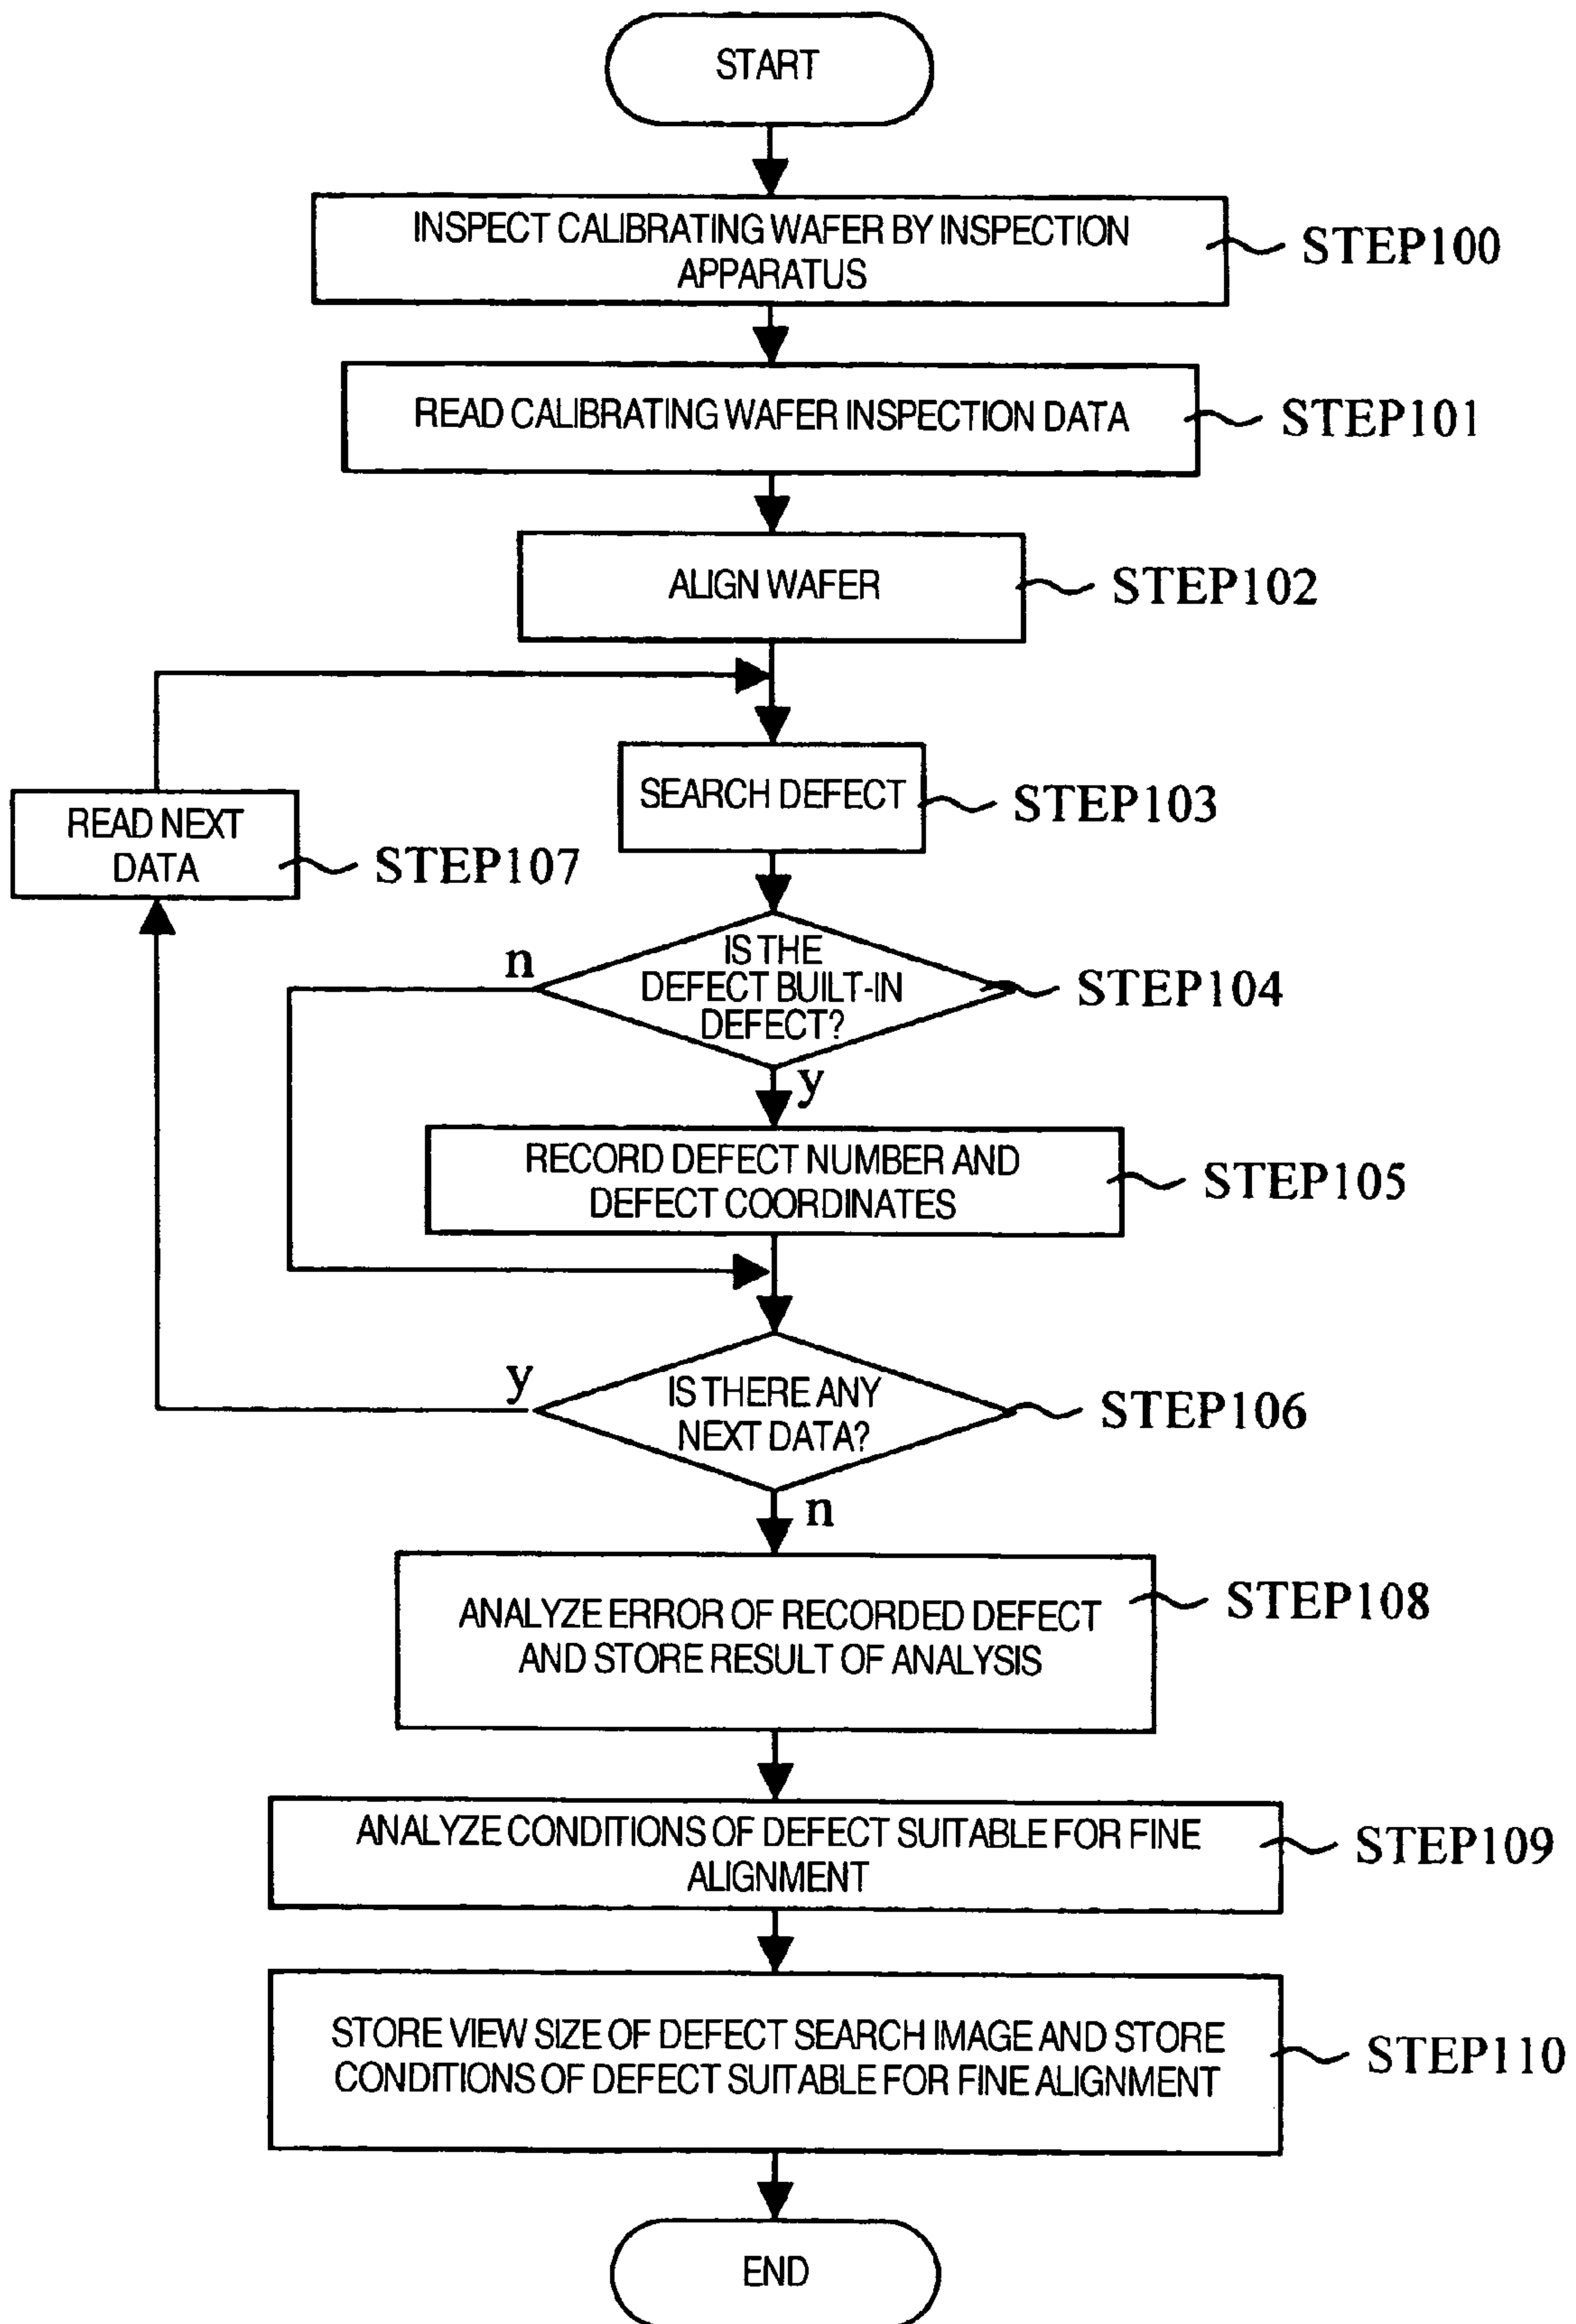 START
INSPECT CALIBRATING WAFER BY INSPECTION
APPARATUS
STEP100
READ CALIBRATING WAFER INSPECTION DATA
STEP101
ALIGN WAFER
STEP102
SEARCH DEFECT
STEP103
READ NEXT
DATA
STEP107
n
IS THE
DEFECT BUILT-IN
DEFECT?
STEP104
y
RECORD DEFECT NUMBER AND
DEFECT COORDINATES
STEP105
y
IS THERE ANY
NEXT DATA?
STEP106
n
ANALYZE ERROR OF RECORDED DEFECT
AND STORE RESULT OF ANALYSIS
STEP108
ANALYZE CONDITIONS OF DEFECT SUITABLE FOR FINE
ALIGNMENT
STEP109
STORE VIEW SIZE OF DEFECT SEARCH IMAGE AND STORE
CONDITIONS OF DEFECT SUITABLE FOR FINE ALIGNMENT
STEP110
END